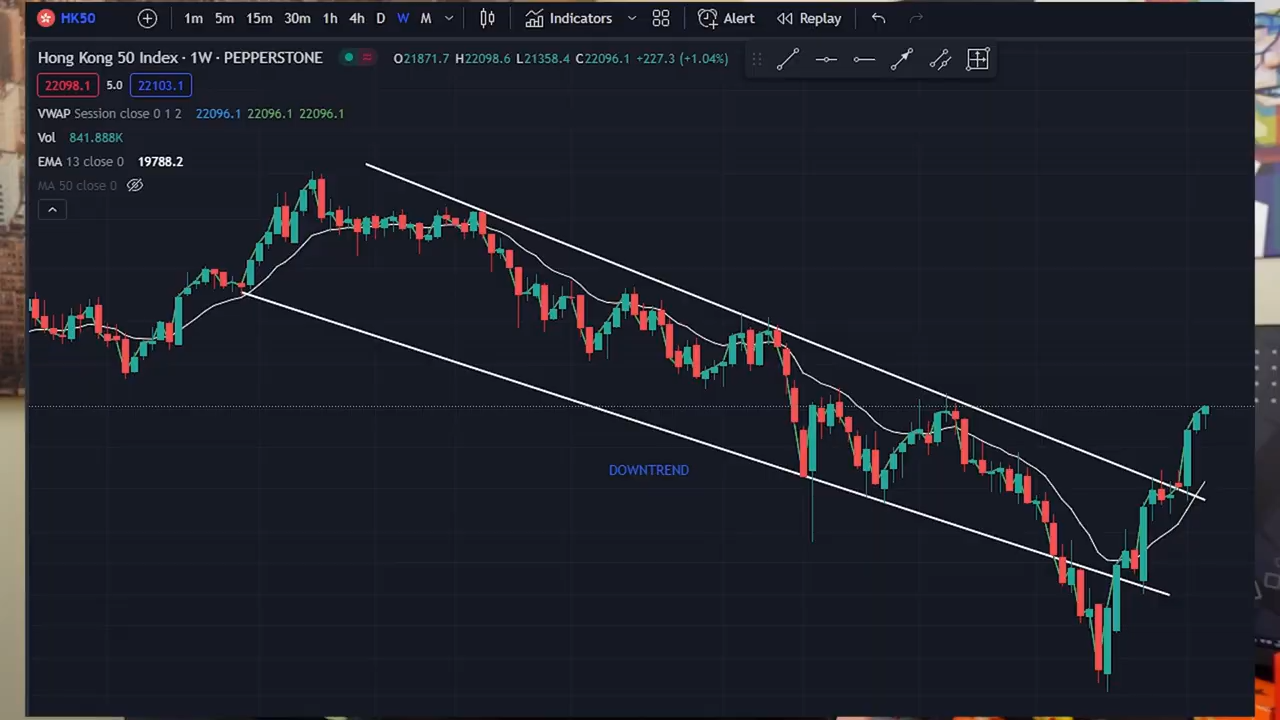 HK50 1m 5m 15m 30m 1h 4h D W M Indicators Alert Replay
Hong Kong 50 Index · 1W · PEPPERSTONE O21871.7 H22098.6 L21358.4 C22096.1 +227.3 (+1.04%)
22098.1 5.0 22103.1
VWAP Session close 0 1 2 22096.1 22096.1 22096.1
Vol 841.888K
EMA 13 close 0 19788.2
MA 50 close 0
DOWNTREND